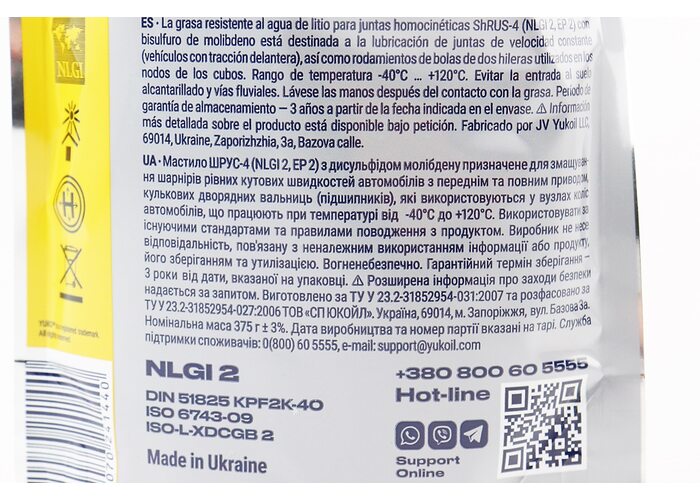 NLGI
ES · La grasa resistente al agua de litio para juntas homocinéticas ShRUS-4 (NLGI 2, EP 2) con
bisulfuro de molibdeno está destinada a la lubricación de juntas de velocidad constante
(vehículos con tracción delantera), así como rodamientos de bolas de dos hileras utilizados en los
nodos de los cubos. Rango de temperatura -40°C ... +120°C. Evitar la entrada al suelo
alcantarillado y vías fluviales. Lávese las manos después del contacto con la grasa. Periodo de
garantía de almacenamiento — 3 años a partir de la fecha indicada en el envase. ⚠ Información
más detallada sobre el producto está disponible bajo petición. Fabricado por JV Yukoil LLC,
69014, Ukraine, Zaporizhzhia, 3a, Bazova calle.
UA · Мастило ШРУС-4 (NLGI 2, EP 2) з дисульфідом молібдену призначене для змащуван-
ня шарнірів рівних кутових швидкостей автомобілів з переднім та повним приводом,
кулькових дворядних вальниць (підшипників), які використовуються у вузлах коліс
автомобілів, що працюють при температурі від -40°C до +120°C. Використовувати за
існуючими стандартами та правилами поводження з продуктом. Виробник не несе
відповідальність, пов'язану з неналежним використанням інформації або продукту,
його зберіганням та утилізацією. Вогненебезпечно. Гарантійний термін зберігання –
3 роки від дати, вказаної на упаковці. ⚠ Розширена інформація про заходи безпеки
надається за запитом. Виготовлено за ТУ У 23.2-31852954-031:2007 та розфасовано за
ТУ У 23.2-31852954-027:2006 ТОВ «СП ЮКОЙЛ». Україна, 69014, м. Запоріжжя, вул. Базова 3а.
Номінальна маса 375 г ± 3%. Дата виробництва та номер партії вказані на тарі. Служба
підтримки споживачів: 0(800) 60 5555, e-mail: support@yukoil.com
YUKO® is a registered trademark.
All rights reserved.
NLGI 2
DIN 51825 KPF2K-40
ISO 6743-09
ISO-L-XDCGB 2
Made in Ukraine
+380 800 60 5555
Hot-line
Support
Online
070 241440